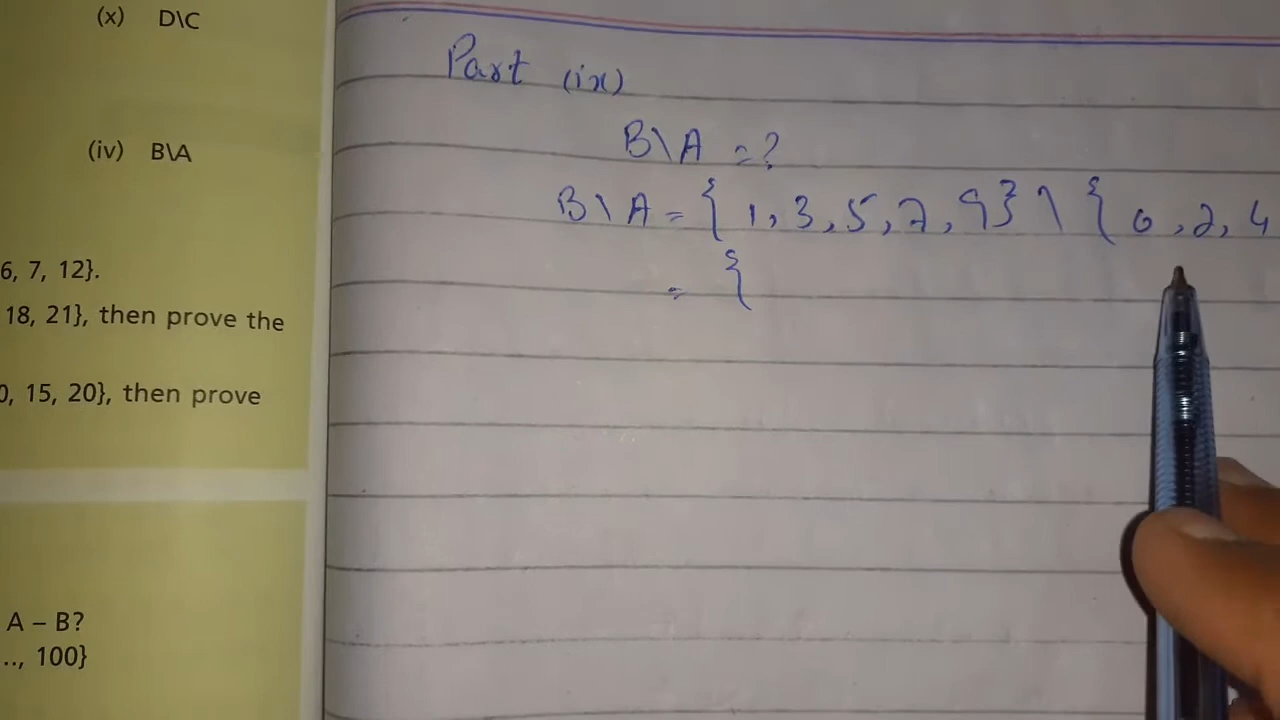 (x) D\C
(iv) B\A
6, 7, 12}.
18, 21}, then prove the
0, 15, 20}, then prove
A – B?
.., 100}
Part (ix)
B\A = ?
B\A = { 1, 3, 5, 7, 9} \ { 0, 2, 4
= {